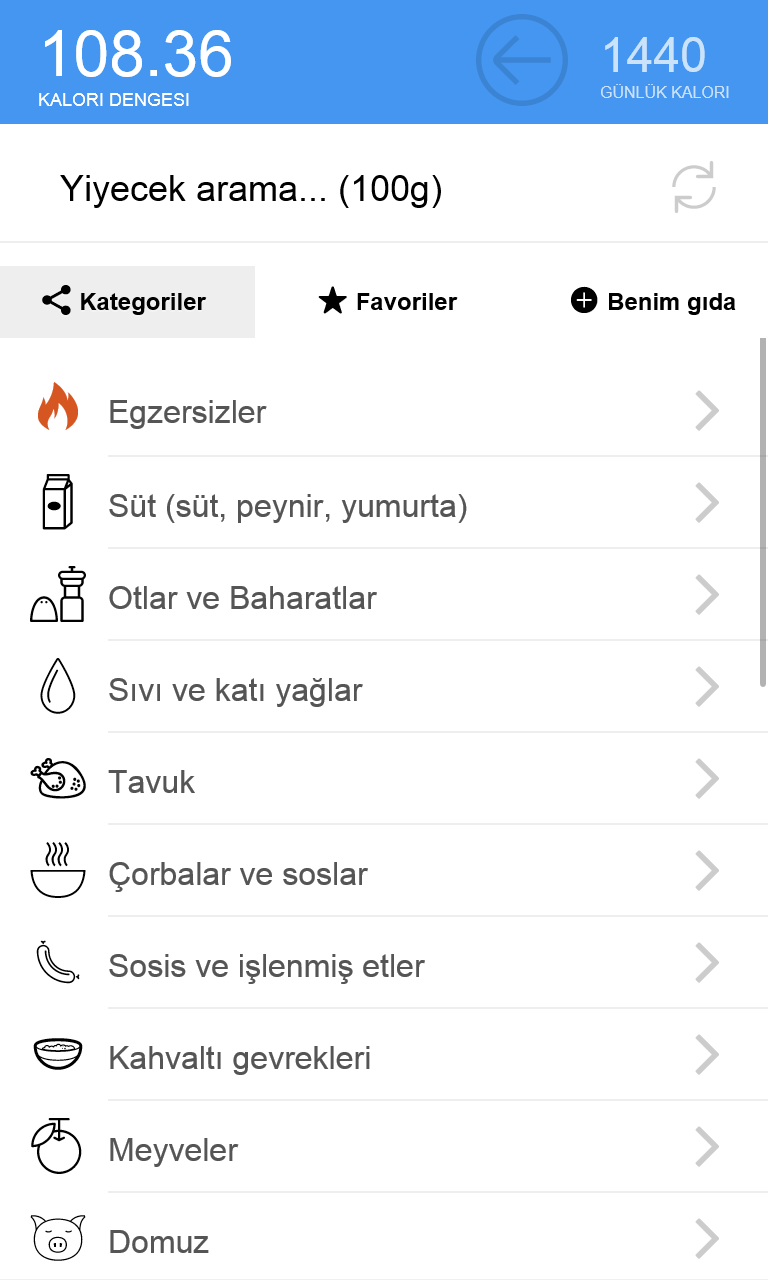 108.36
KALORI DENGESI
1440
GÜNLÜK KALORI
Yiyecek arama... (100g)
Kategoriler
Favoriler
Benim gıda
Egzersizler
Süt (süt, peynir, yumurta)
Otlar ve Baharatlar
Sıvı ve katı yağlar
Tavuk
Çorbalar ve soslar
Sosis ve işlenmiş etler
Kahvaltı gevrekleri
Meyveler
Domuz